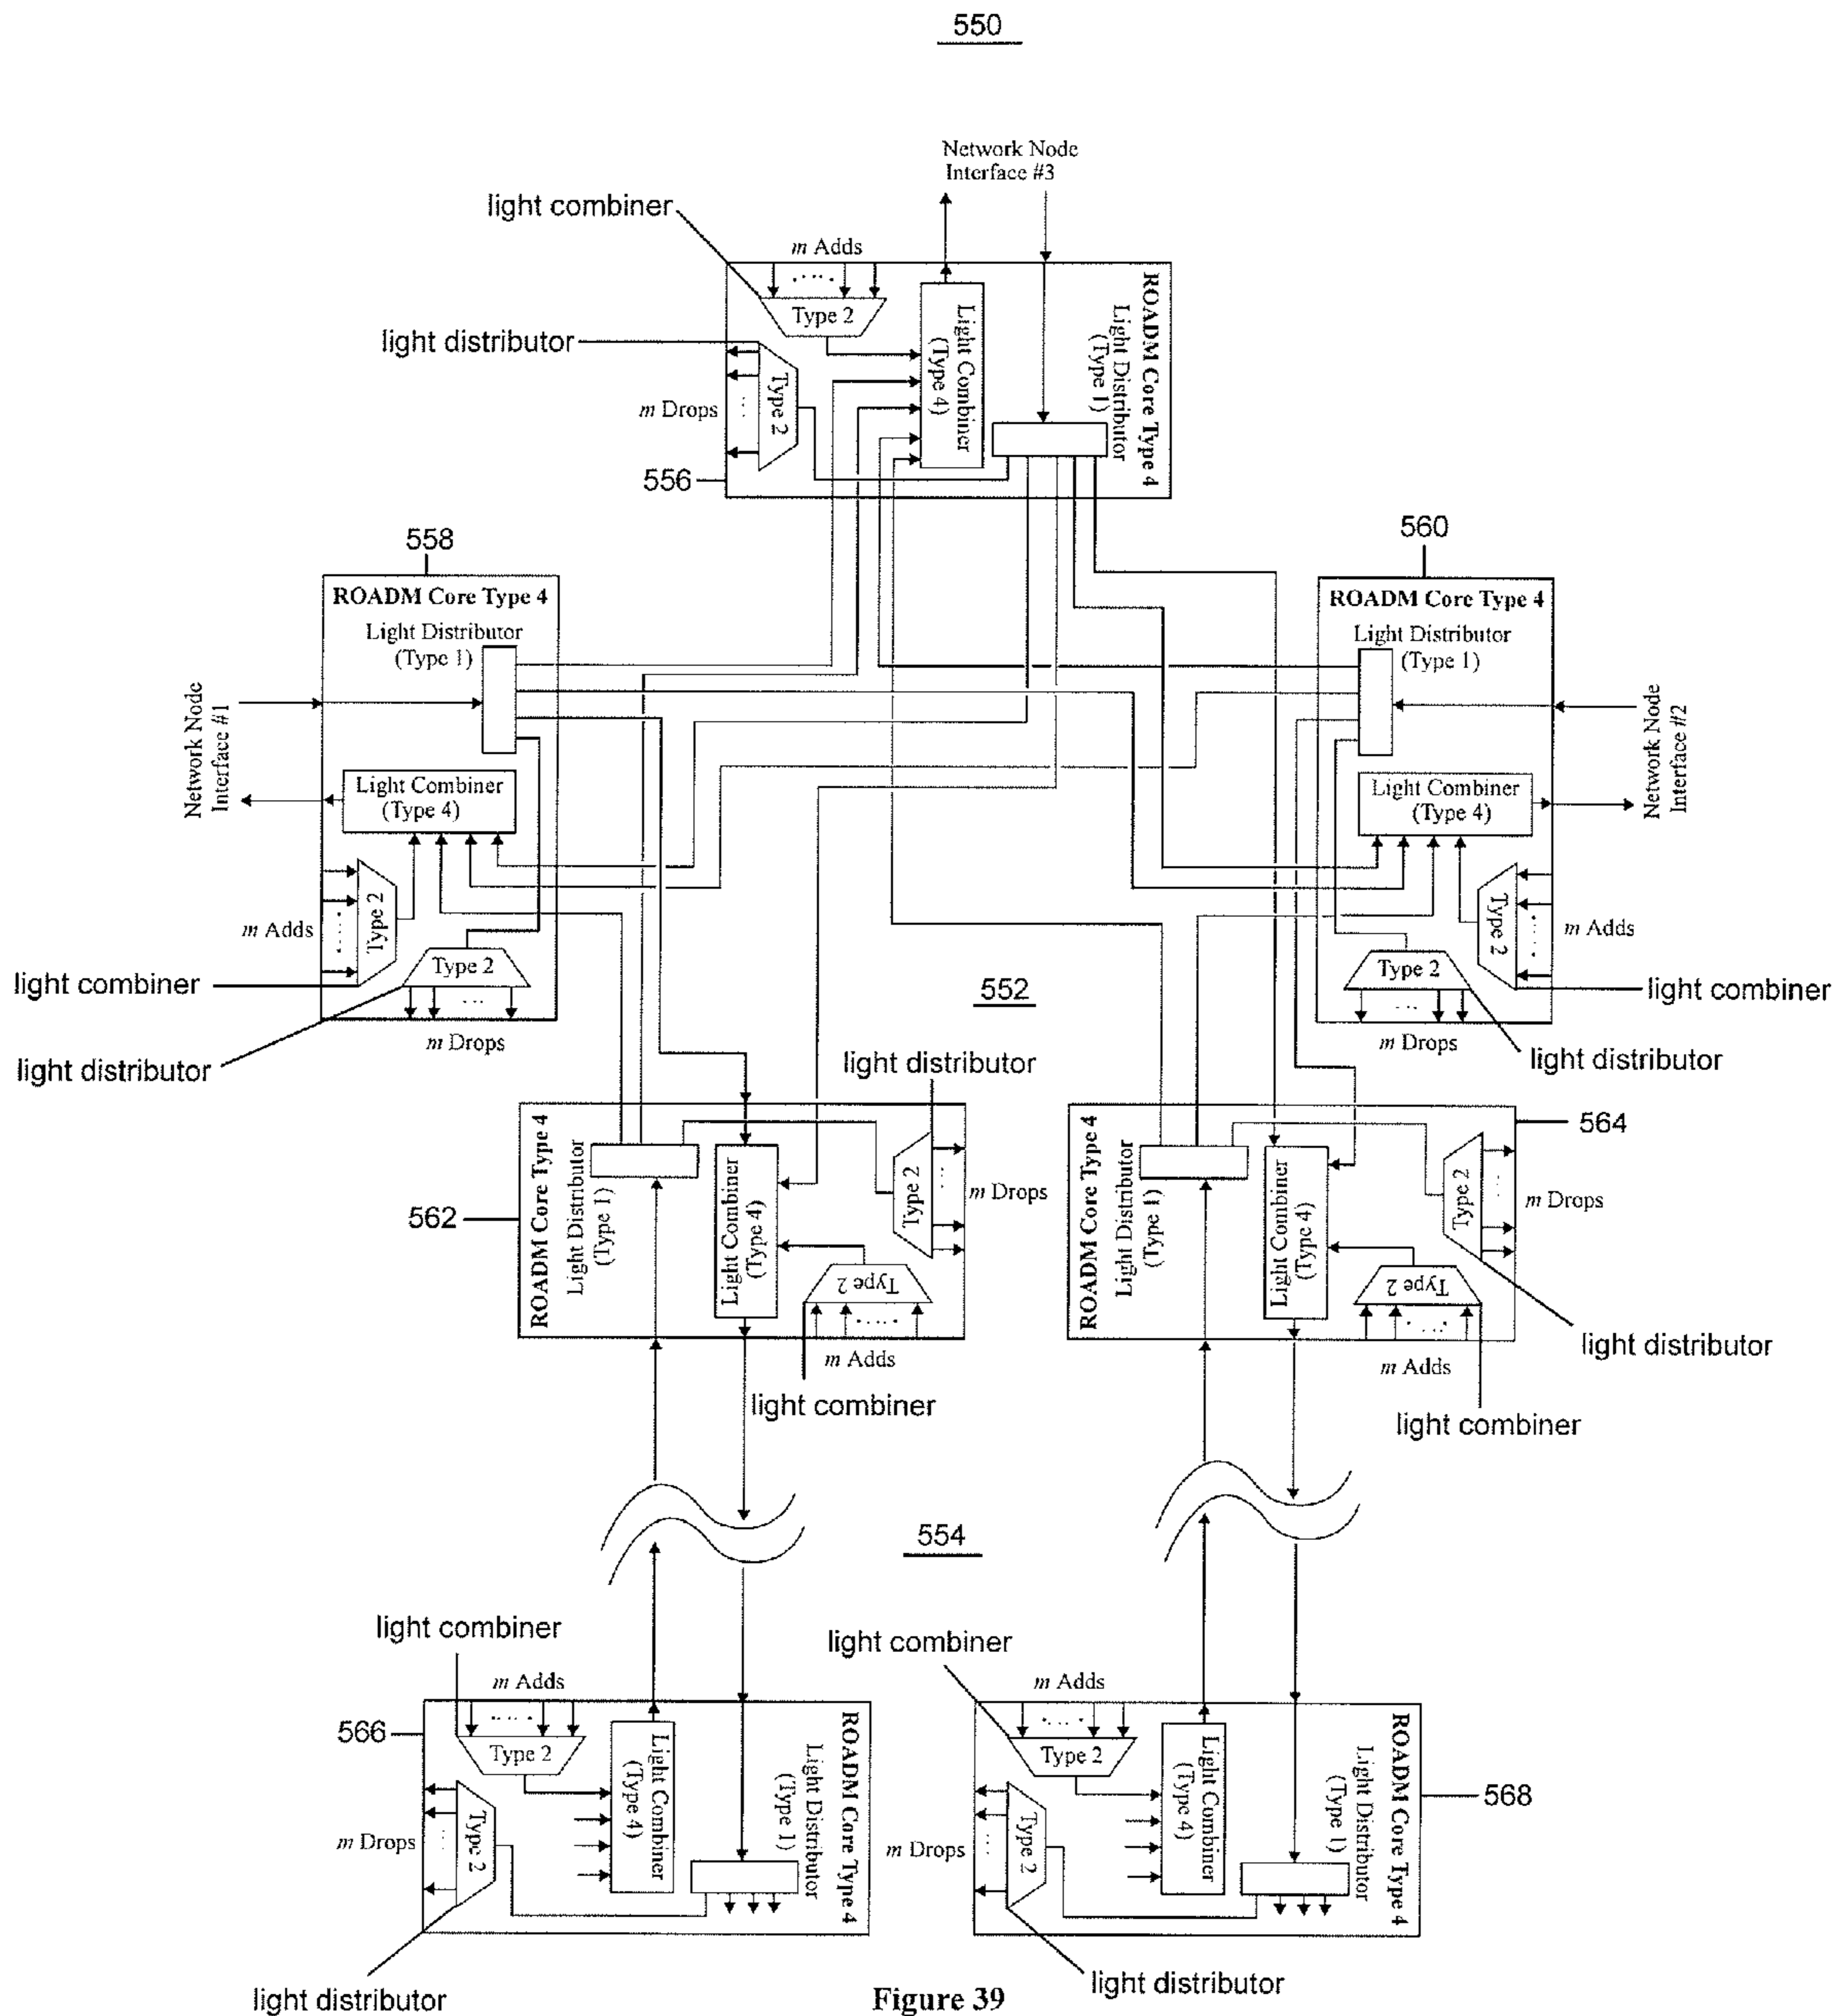 550
Network Node
Interface #3
light combiner
m Adds
Type 2
light distributor
Type 2
m Drops
Light Combiner
(Type 4)
Light Distributor
(Type 1)
ROADM Core Type 4
556
558
ROADM Core Type 4
Light Distributor
(Type 1)
Network Node
Interface #1
Light Combiner
(Type 4)
m Adds
Type 2
Type 2
light combiner
m Drops
light distributor
560
ROADM Core Type 4
Light Distributor
(Type 1)
Network Node
Interface #2
Light Combiner
(Type 4)
Type 2
m Adds
Type 2
light combiner
m Drops
light distributor
552
light distributor
ROADM Core Type 4
Light Distributor
(Type 1)
Light Combiner
(Type 4)
Type 2
m Drops
562
Type 2
m Adds
light combiner
ROADM Core Type 4
Light Distributor
(Type 1)
Light Combiner
(Type 4)
Type 2
564
m Drops
Type 2
light distributor
m Adds
light combiner
554
light combiner
m Adds
566
Type 2
Light Combiner
(Type 4)
Light Distributor
(Type 1)
ROADM Core Type 4
m Drops
Type 2
light distributor
light combiner
m Adds
Type 2
Light Combiner
(Type 4)
Light Distributor
(Type 1)
ROADM Core Type 4
568
m Drops
Type 2
light distributor
Figure 39